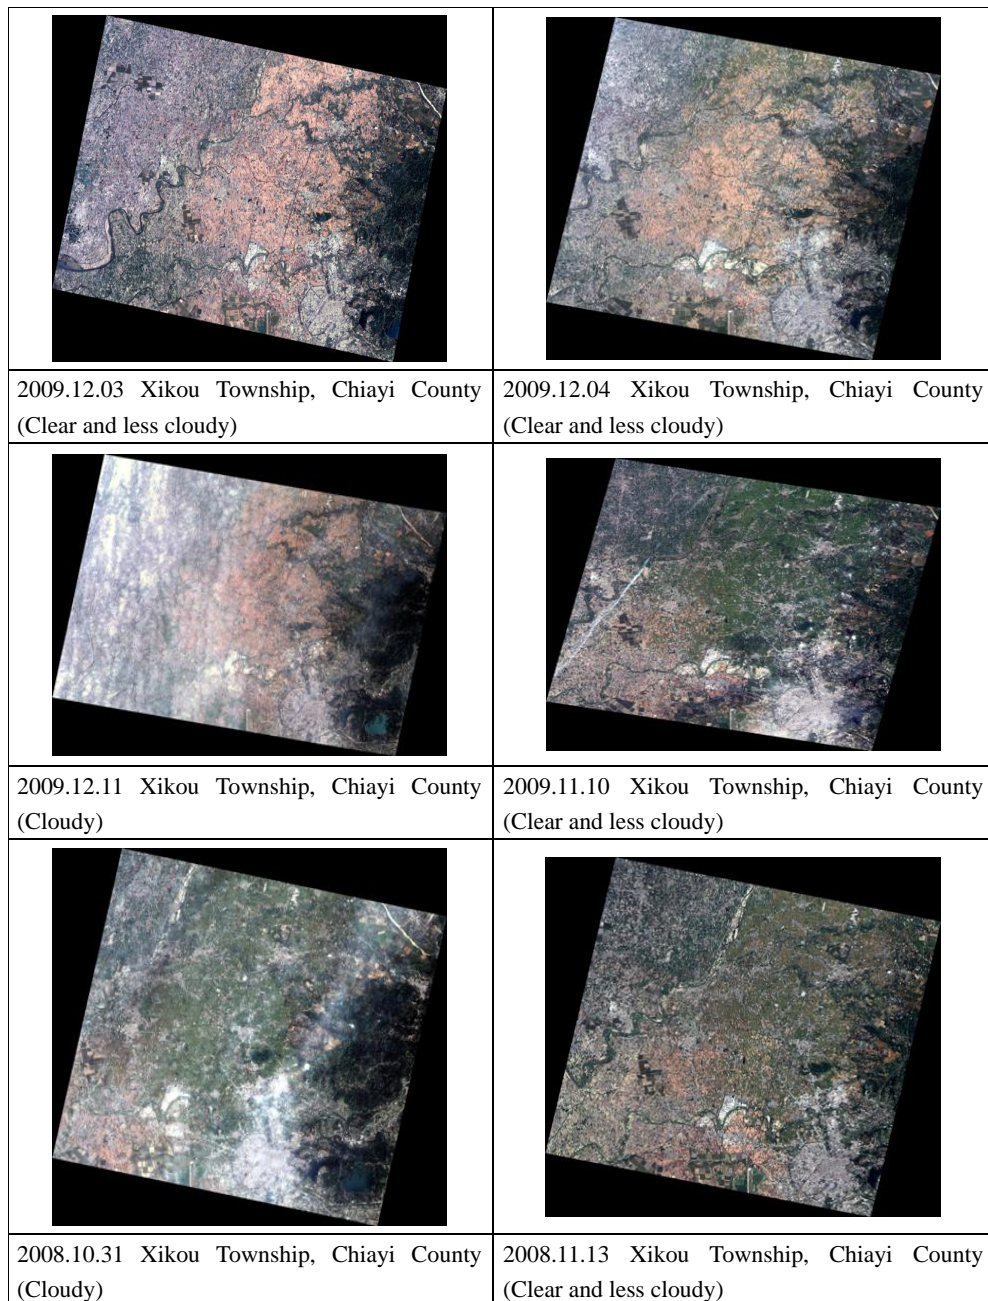 2009.12.03 Xikou Township, Chiayi County
(Clear and less cloudy)
2009.12.04 Xikou Township, Chiayi County
(Clear and less cloudy)
2009.12.11 Xikou Township, Chiayi County
(Cloudy)
2009.11.10 Xikou Township, Chiayi County
(Clear and less cloudy)
2008.10.31 Xikou Township, Chiayi County
(Cloudy)
2008.11.13 Xikou Township, Chiayi County
(Clear and less cloudy)